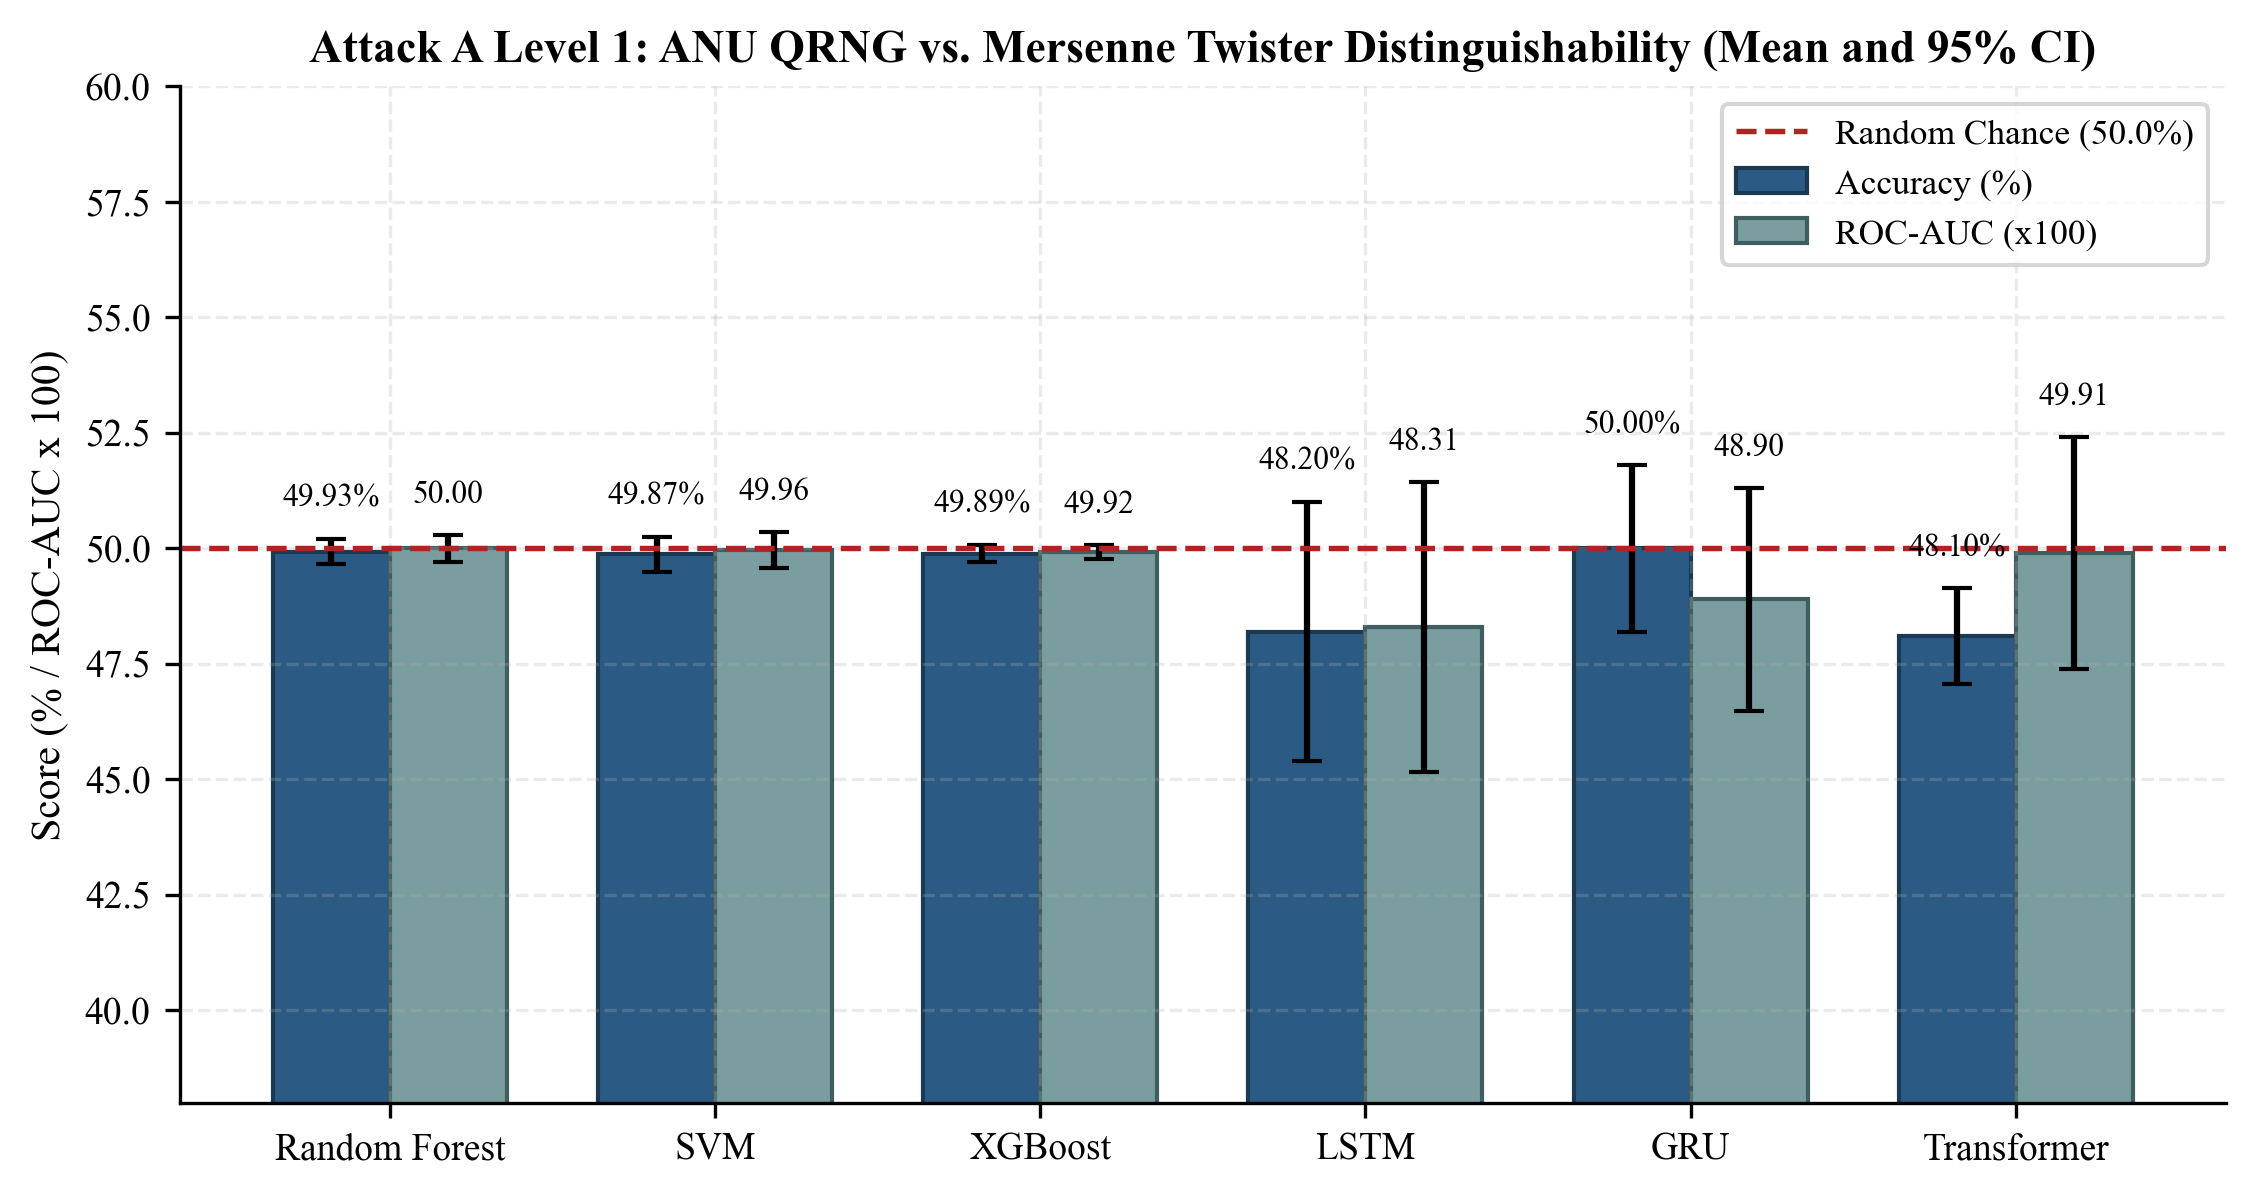 Attack A Level 1: ANU QRNG vs. Mersenne Twister Distinguishability (Mean and 95% CI)
Score (% / ROC-AUC x 100)
60.0
57.5
55.0
52.5
50.0
47.5
45.0
42.5
40.0
Random Chance (50.0%)
Accuracy (%)
ROC-AUC (x100)
49.93%
50.00
49.87%
49.96
49.89%
49.92
48.20%
48.31
50.00%
48.90
48.10%
49.91
Random Forest
SVM
XGBoost
LSTM
GRU
Transformer